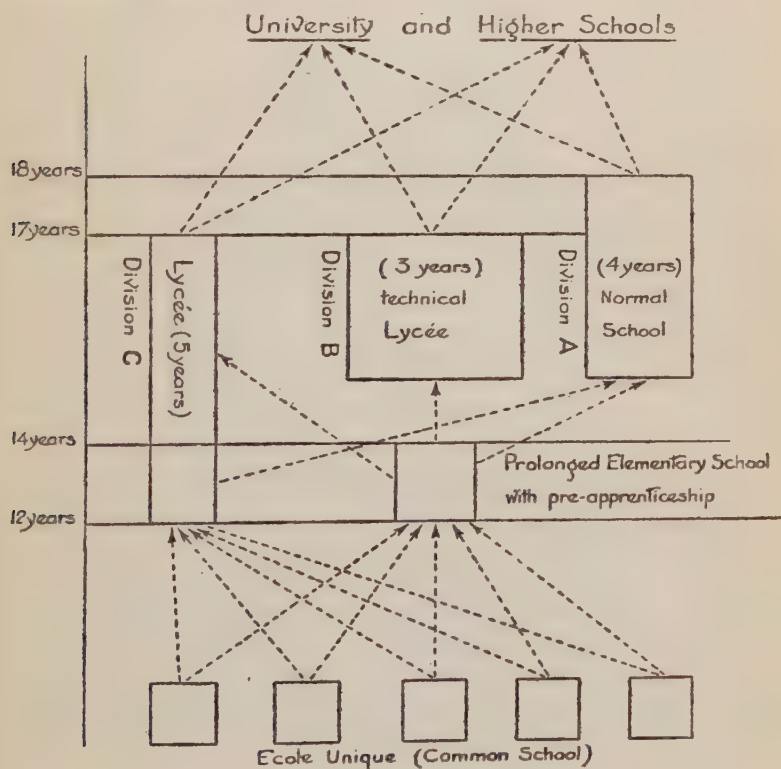 University and Higher Schools
18 years
17 years
Division C
Lycée (5 years)
Division B
(3 years)
technical
Lycée
Division A
(4 years)
Normal
School
14 years
Prolonged Elementary School
with pre-apprenticeship
12 years
Ecole Unique (Common School)